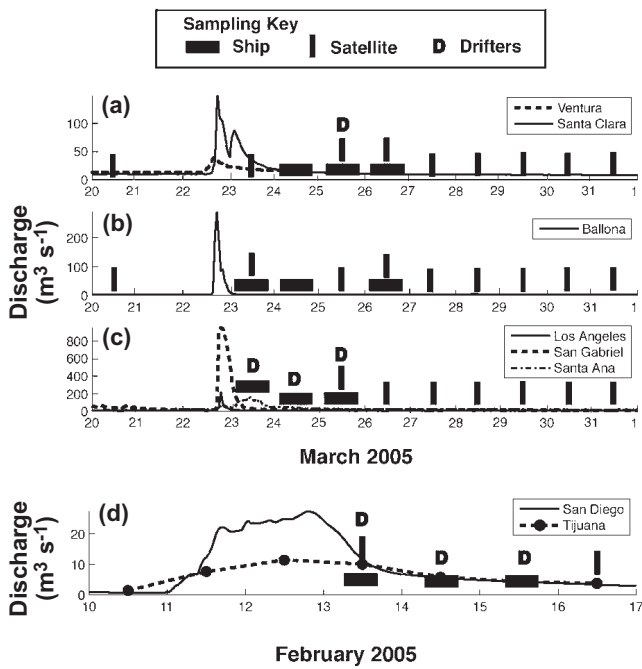 Sampling Key
Ship Satellite D Drifters
(a)
Ventura
Santa Clara
D
100
50
0
20 21 22 23 24 25 26 27 28 29 30 31 1
(b)
Ballona
200
100
0
20 21 22 23 24 25 26 27 28 29 30 31 1
Discharge
(m³ s⁻¹)
(c)
Los Angeles
San Gabriel
Santa Ana
D D D
800
600
400
200
0
20 21 22 23 24 25 26 27 28 29 30 31 1
March 2005
(d)
San Diego
Tijuana
D D D
20
10
0
10 11 12 13 14 15 16 17
Discharge
(m³ s⁻¹)
February 2005